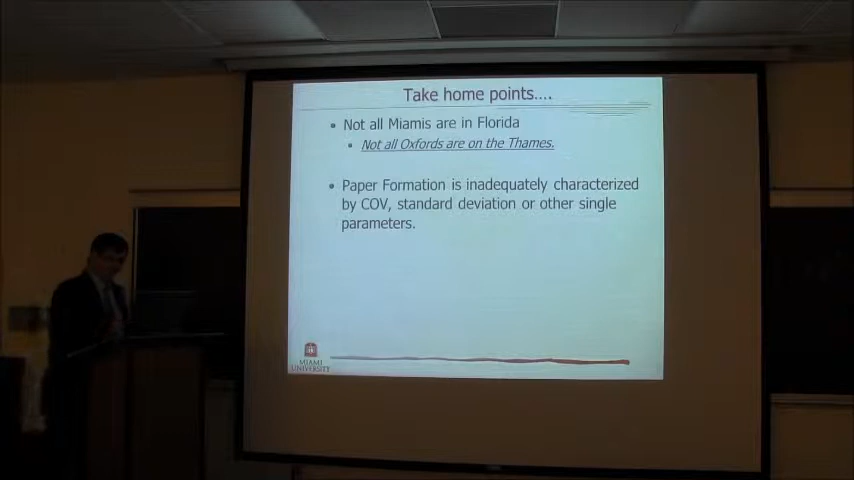 Take home points....
• Not all Miamis are in Florida
• Not all Oxfords are on the Thames.
• Paper Formation is inadequately characterized
by COV, standard deviation or other single
parameters.
MIAMI
UNIVERSITY